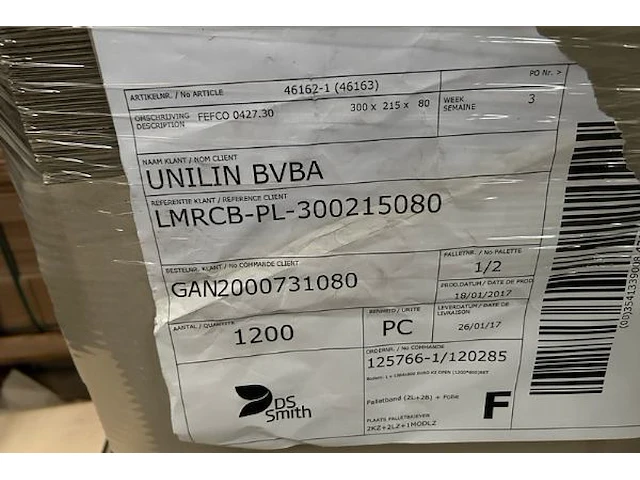 PO Nr. >
ARTIKELNR. / No ARTICLE 46162-1 (46163)
OMSCHRIJVING FEFCO 0427.30 300 x 215 x 80
DESCRIPTION
WEEK 3
SEMAINE
NAAM KLANT / NOM CLIENT
UNILIN BVBA
REFERENTIE KLANT / REFERENCE CLIENT
LMRCB-PL-300215080
BESTELNR. KLANT / No COMMANDE CLIENT
GAN2000731080
PALLETNR. / No PALETTE
1/2
PROD.DATUM / DATE DE PROD
18/01/2017
AANTAL / QUANTITE
1200
EENHEID / UNITE
PC
LEVERDATUM / DATE DE
LIVRAISON
26/01/17
ORDERNR. / No COMMANDE
125766-1/120285
Palletband (2L+2B) + Folie
PLAATS PALLETBRIEVEN
2KZ+2LZ+1MODLZ
F
DS
Smith